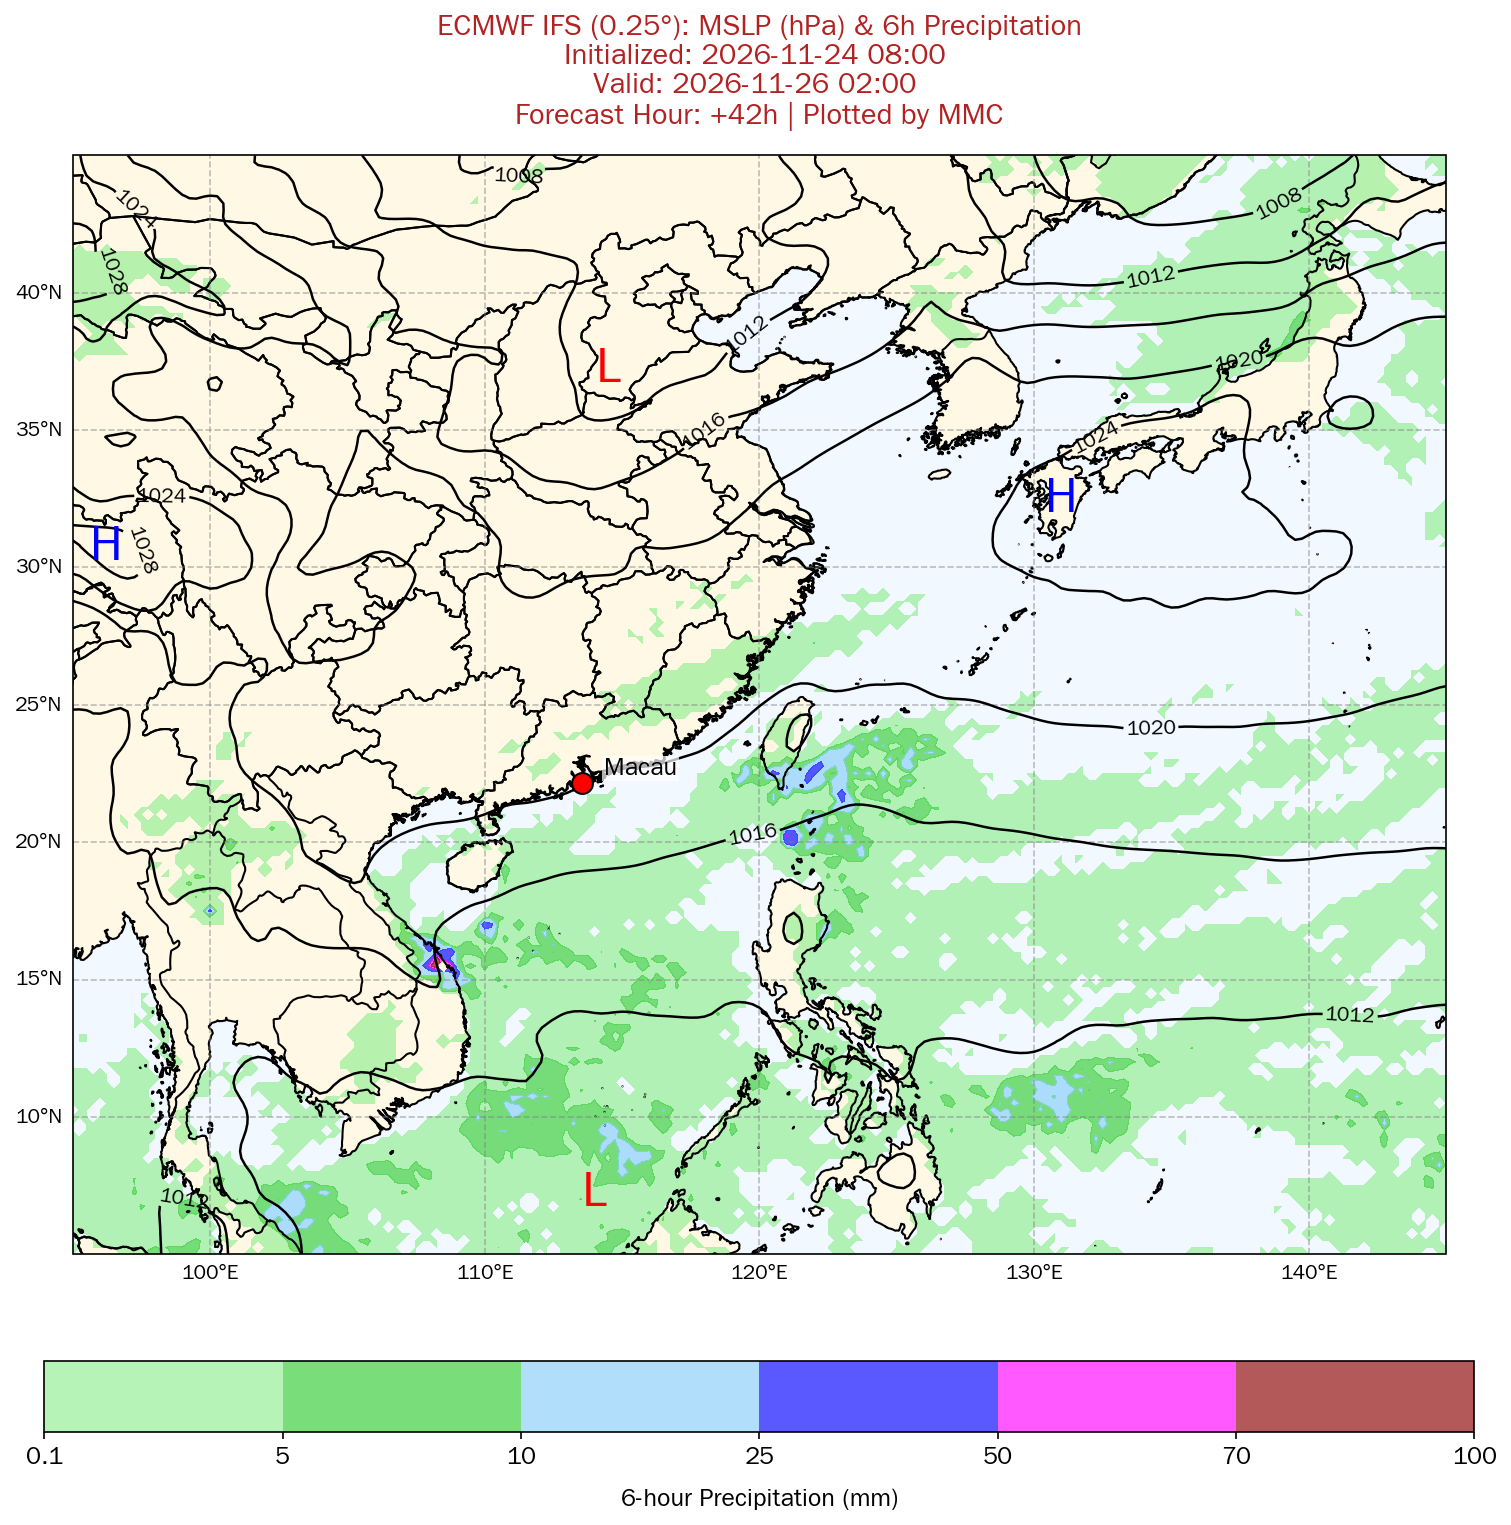 ECMWF IFS (0.25°): MSLP (hPa) & 6h Precipitation
Initialized: 2026-11-24 08:00
Valid: 2026-11-26 02:00
Forecast Hour: +42h | Plotted by MMC
1008
1024
1008
1028
1012
40°N
1012
L
1020
1016
35°N
1024
1024
H
H
1028
30°N
25°N
1020
Macau
1016
20°N
15°N
1012
10°N
L
1012
100°E 110°E 120°E 130°E 140°E
0.1 5 10 25 50 70 100
6-hour Precipitation (mm)